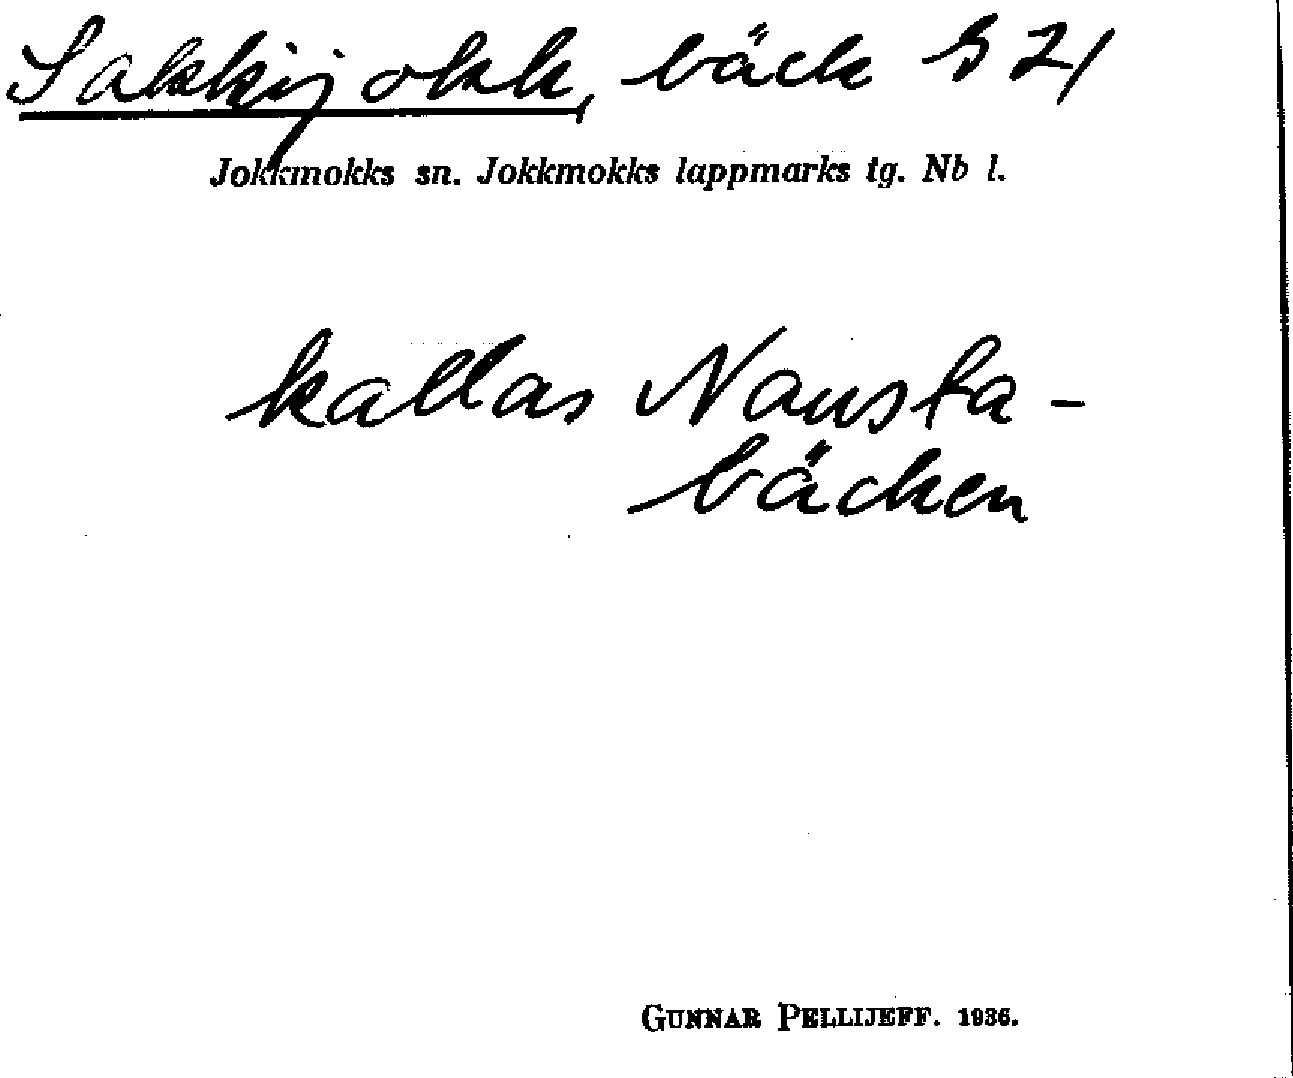 Sakkijokk, bäck S 21
Jokkmokks sn. Jokkmokks lappmarks tg. Nb l.
kallas Nausta-
bäcken
GUNNAR PELLIJEFF. 1936.